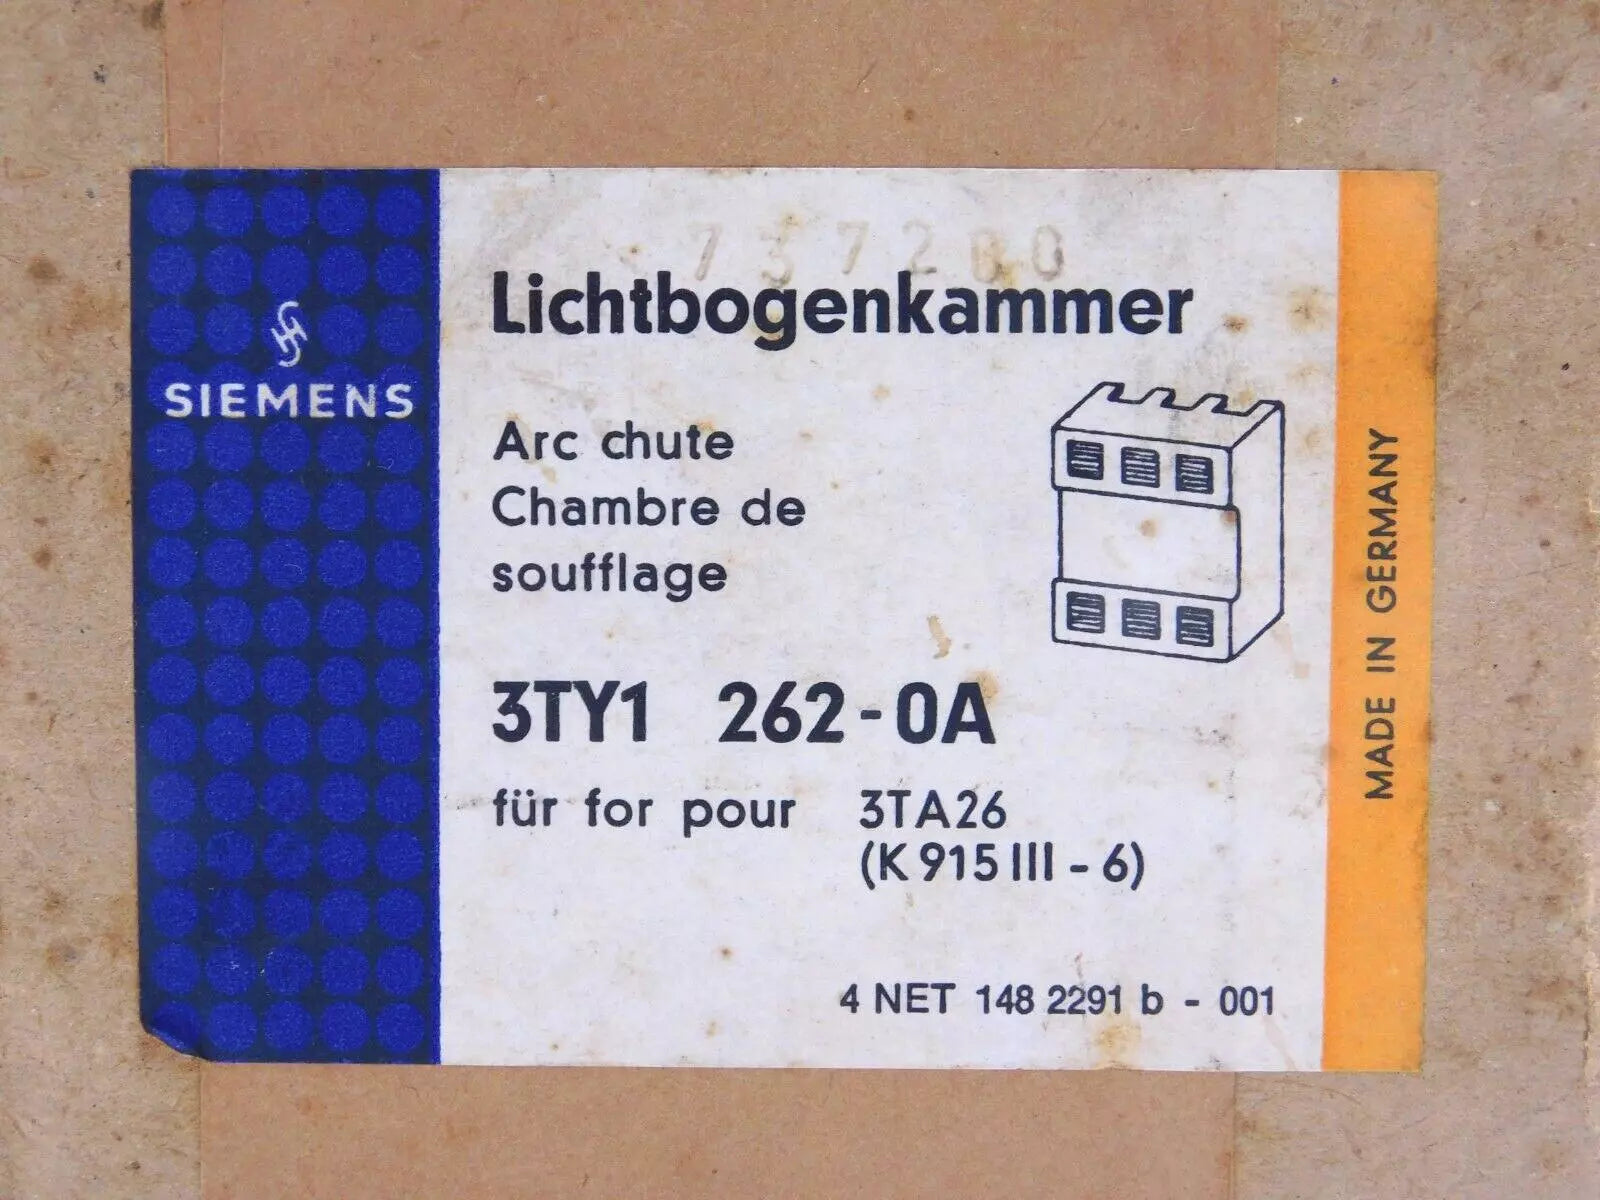 SIEMENS
737200
Lichtbogenkammer
Arc chute
Chambre de
soufflage
3TY1 262-0A
für for pour 3TA26
(K 915 III - 6)
4 NET 148 2291 b - 001
MADE IN GERMANY